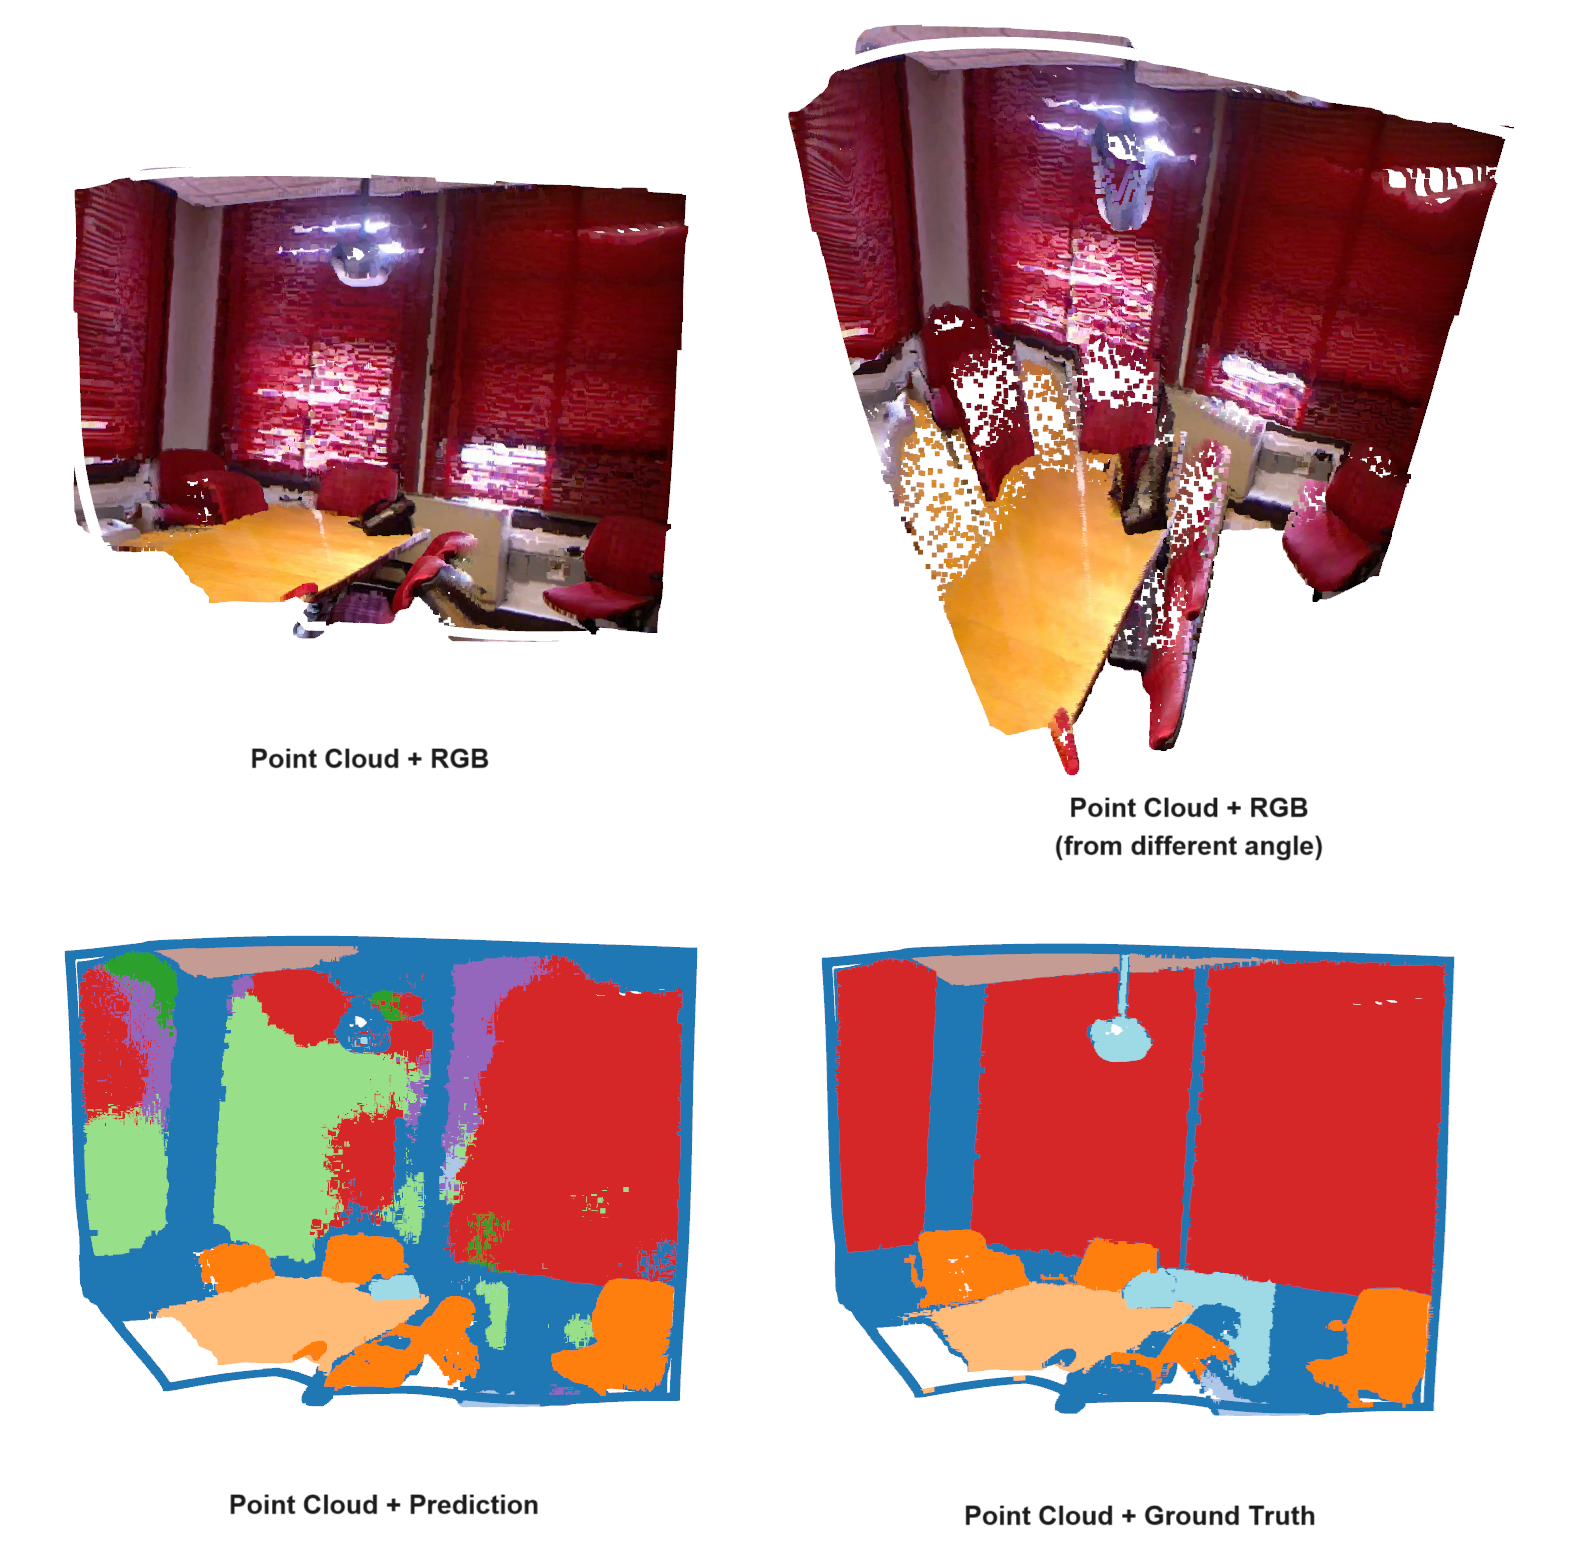 Point Cloud + RGB
Point Cloud + RGB
(from different angle)
Point Cloud + Prediction
Point Cloud + Ground Truth